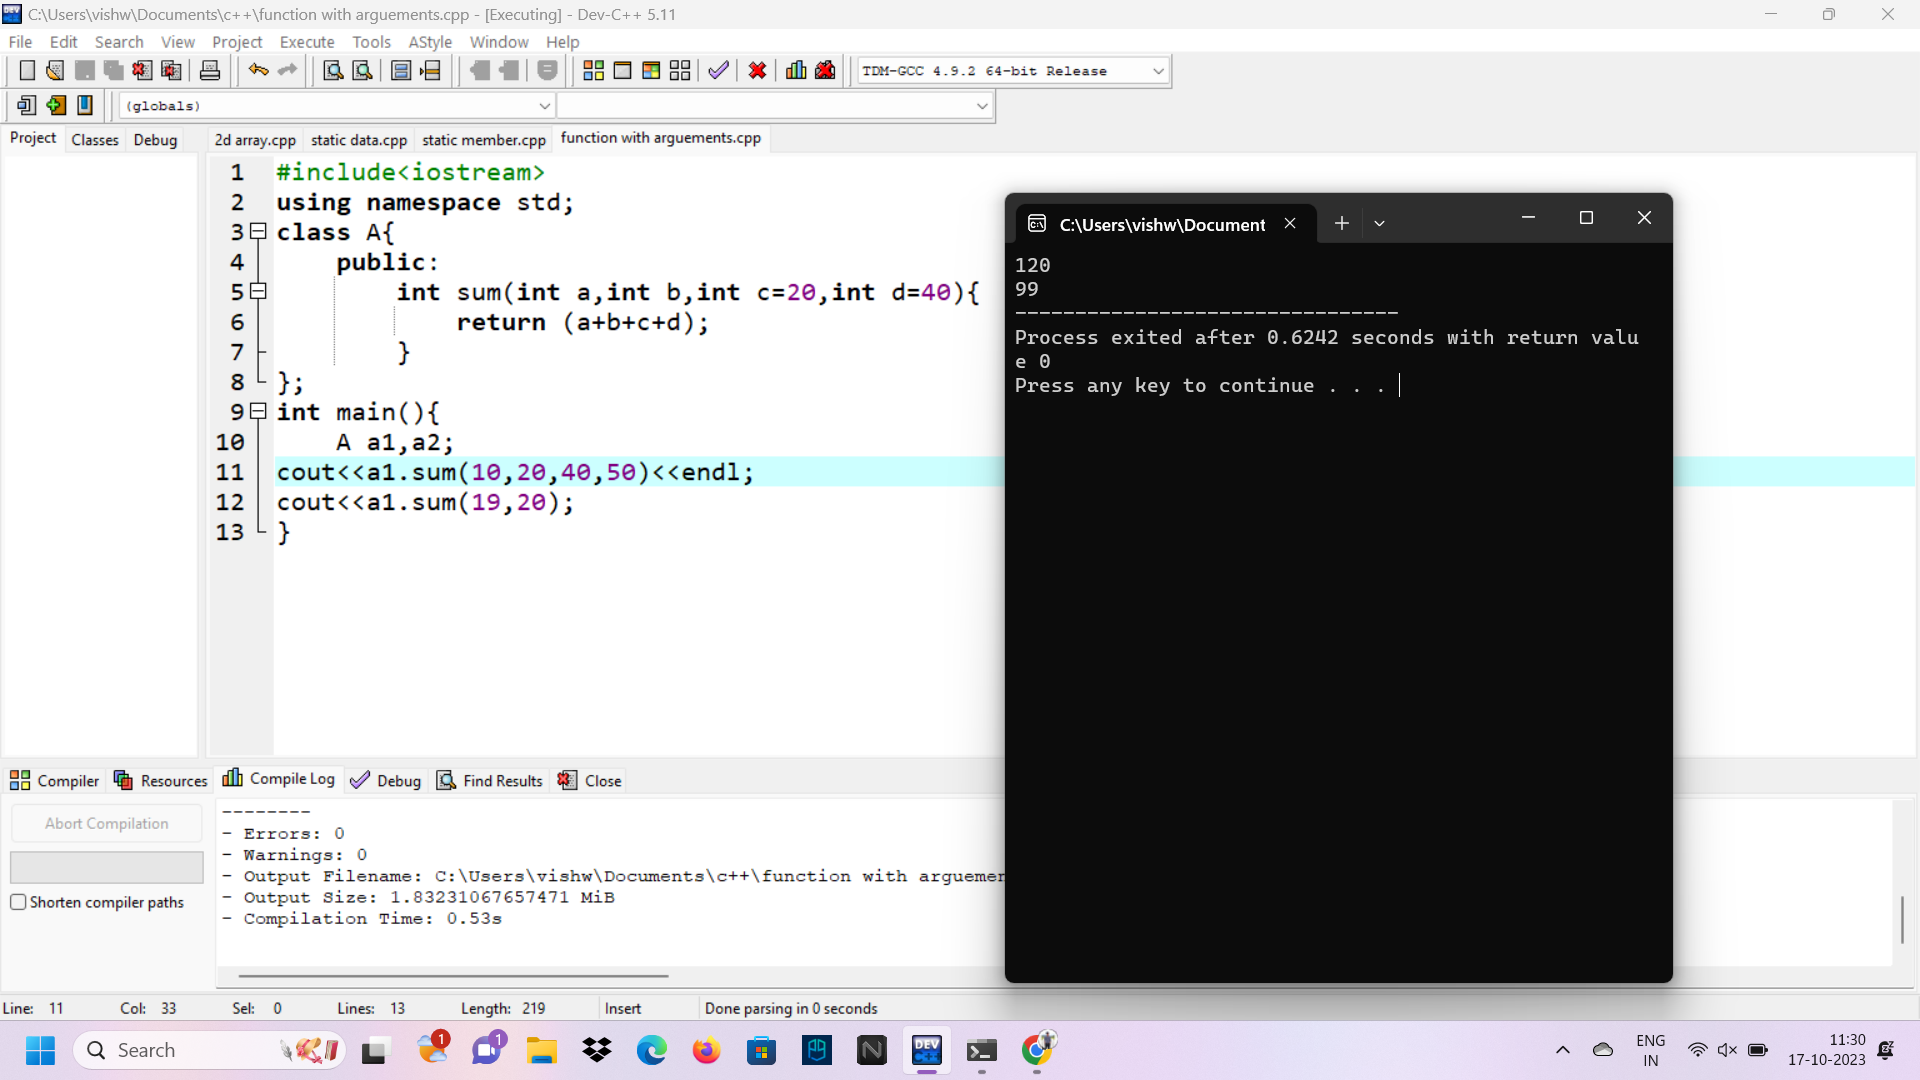 C:\Users\vishw\Documents\c++\function with arguements.cpp - [Executing] - Dev-C++ 5.11
File Edit Search View Project Execute Tools AStyle Window Help
TDM-GCC 4.9.2 64-bit Release
(globals)
Project Classes Debug
2d array.cpp static data.cpp static member.cpp function with arguements.cpp
1 #include<iostream>
2 using namespace std;
3 class A{
4 public:
5 int sum(int a,int b,int c=20,int d=40){
6 return (a+b+c+d);
7 }
8 };
9 int main(){
10 A a1,a2;
11 cout<<a1.sum(10,20,40,50)<<endl;
12 cout<<a1.sum(19,20);
13 }
C:\Users\vishw\Document
120
99
--------------------------------
Process exited after 0.6242 seconds with return valu
e 0
Press any key to continue . . .
Compiler Resources Compile Log Debug Find Results Close
Abort Compilation
Shorten compiler paths
--------
- Errors: 0
- Warnings: 0
- Output Filename: C:\Users\vishw\Documents\c++\function with arguemen
- Output Size: 1.83231067657471 MiB
- Compilation Time: 0.53s
Line: 11 Col: 33 Sel: 0 Lines: 13 Length: 219 Insert Done parsing in 0 seconds
Search
1
1
DEV
C++
ENG
IN
11:30
17-10-2023